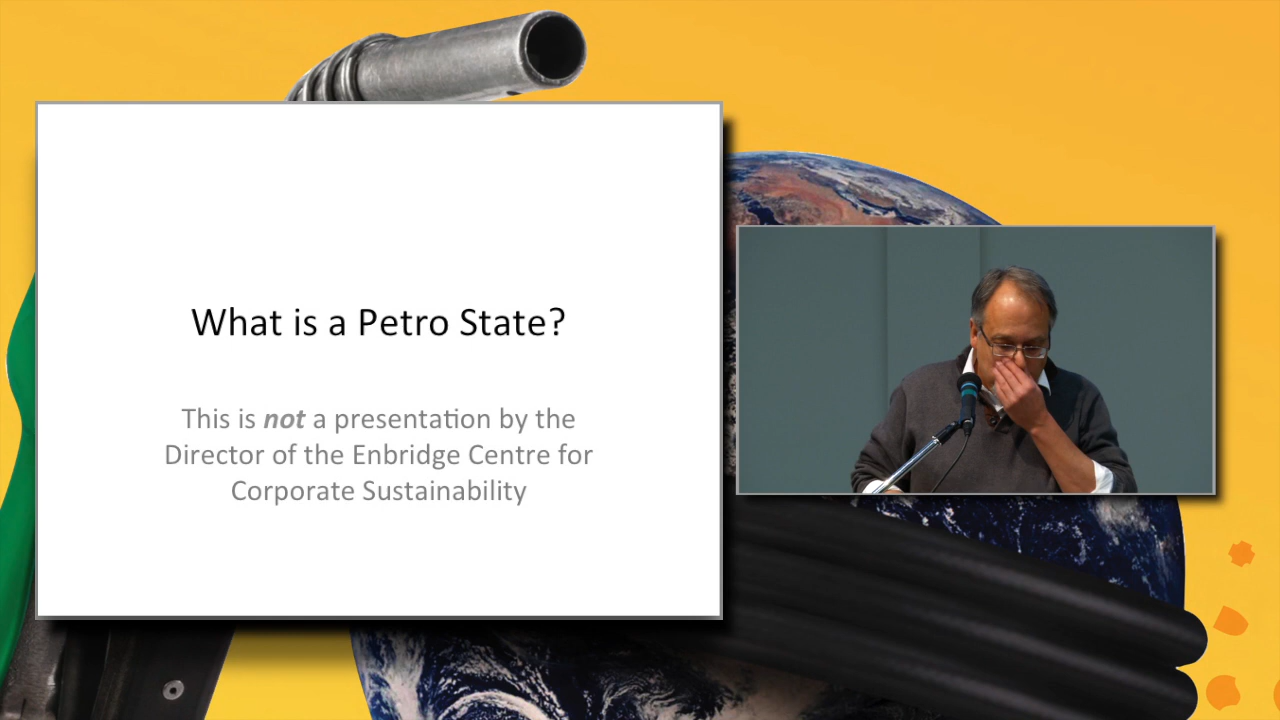 What is a Petro State?
This is not a presentation by the
Director of the Enbridge Centre for
Corporate Sustainability